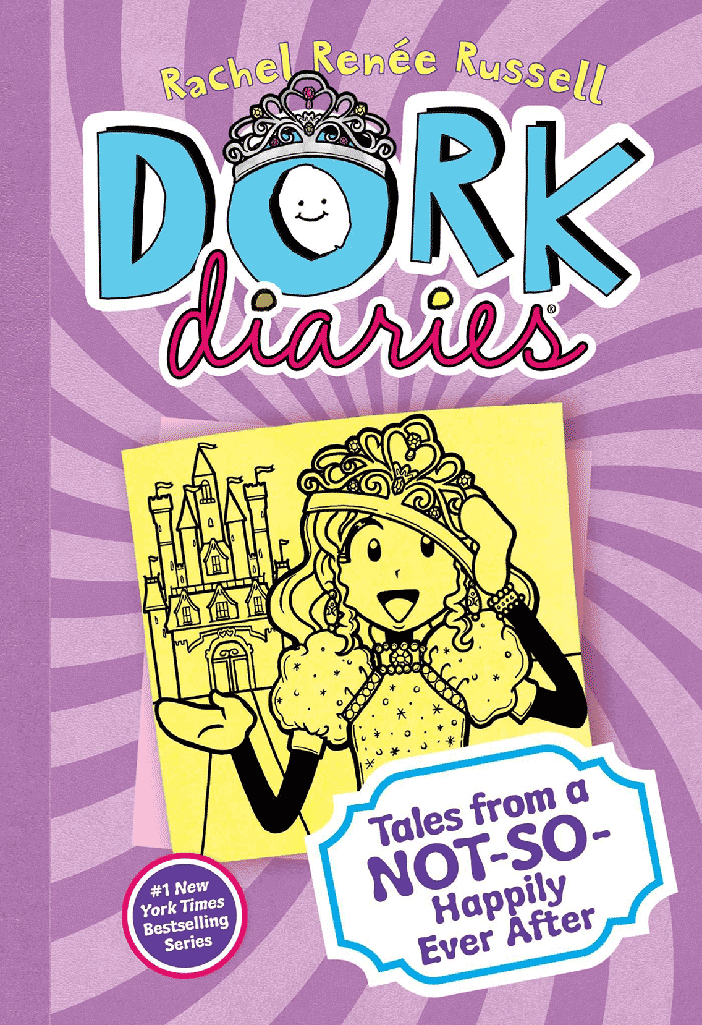 Rachel Renée Russell
DORK
diaries®
Tales from a
NOT-SO-
Happily
Ever After
#1 New
York Times
Bestselling
Series